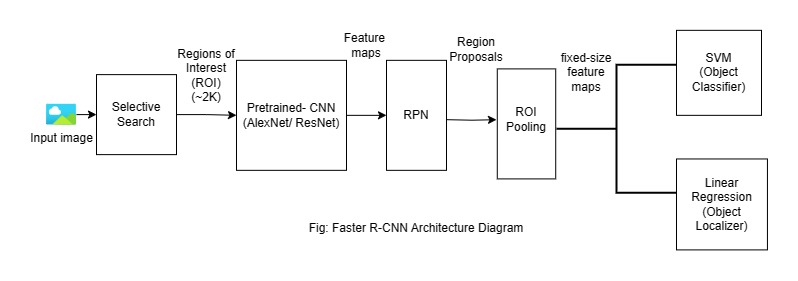 Input image
Selective
Search
Regions of
Interest
(ROI)
(~2K)
Pretrained- CNN
(AlexNet/ ResNet)
Feature
maps
RPN
Region
Proposals
ROI
Pooling
fixed-size
feature
maps
SVM
(Object
Classifier)
Linear
Regression
(Object
Localizer)
Fig: Faster R-CNN Architecture Diagram